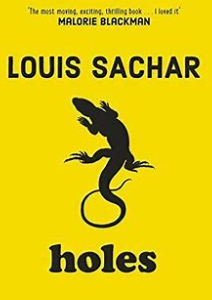 'The most moving, exciting, thrilling book . . . I loved it'
MALORIE BLACKMAN
LOUIS SACHAR
holes